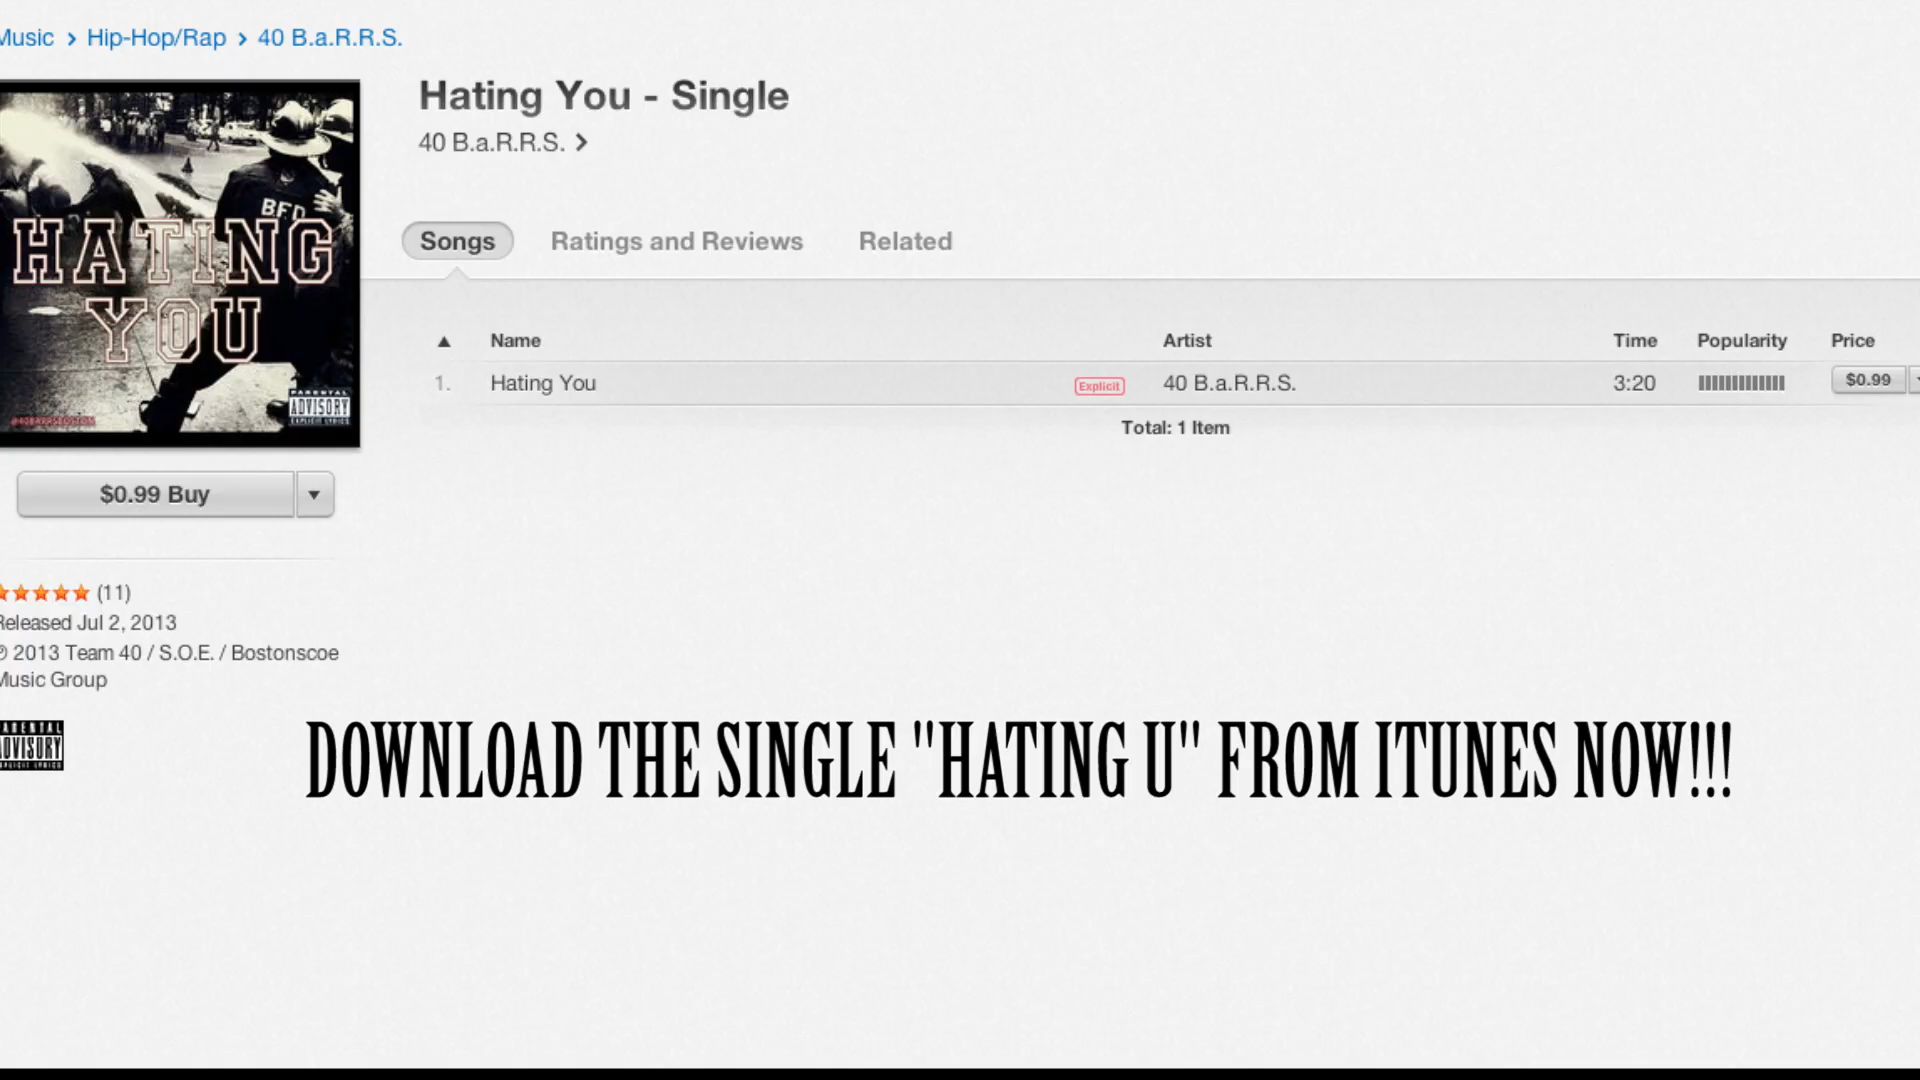 Music > Hip-Hop/Rap > 40 B.a.R.R.S.
Hating You - Single
40 B.a.R.R.S. >
BFD
HATING
YOU
PARENTAL
ADVISORY
EXPLICIT LYRICS
Songs Ratings and Reviews Related
▲ Name Artist Time Popularity Price
1. Hating You Explicit 40 B.a.R.R.S. 3:20 $0.99
Total: 1 Item
$0.99 Buy
★★★★★ (11)
Released Jul 2, 2013
℗ 2013 Team 40 / S.O.E. / Bostonscoe
Music Group
PARENTAL
ADVISORY
EXPLICIT LYRICS
DOWNLOAD THE SINGLE "HATING U" FROM ITUNES NOW!!!